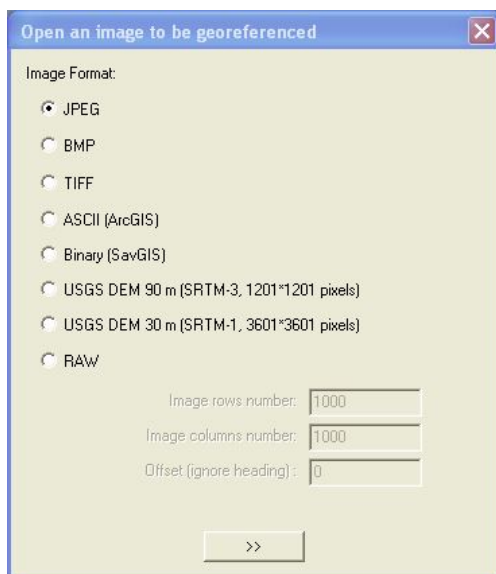 Open an image to be georeferenced
Image Format:
JPEG
BMP
TIFF
ASCII (ArcGIS)
Binary (SavGIS)
USGS DEM 90 m (SRTM-3, 1201*1201 pixels)
USGS DEM 30 m (SRTM-1, 3601*3601 pixels)
RAW
Image rows number: 1000
Image columns number: 1000
Offset (ignore heading) : 0
>>